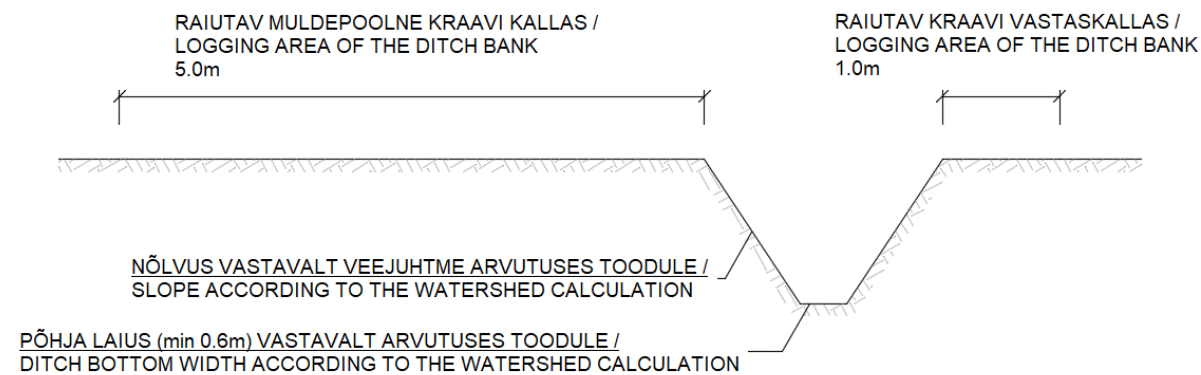 RAIUTAV MULDEPOOLNE KRAAVI KALLAS /
LOGGING AREA OF THE DITCH BANK
5.0m
RAIUTAV KRAAVI VASTASKALLAS /
LOGGING AREA OF THE DITCH BANK
1.0m
NÕLVUS VASTAVALT VEEJUHTME ARVUTUSES TOODULE /
SLOPE ACCORDING TO THE WATERSHED CALCULATION
PÕHJA LAIUS (min 0.6m) VASTAVALT ARVUTUSES TOODULE /
DITCH BOTTOM WIDTH ACCORDING TO THE WATERSHED CALCULATION